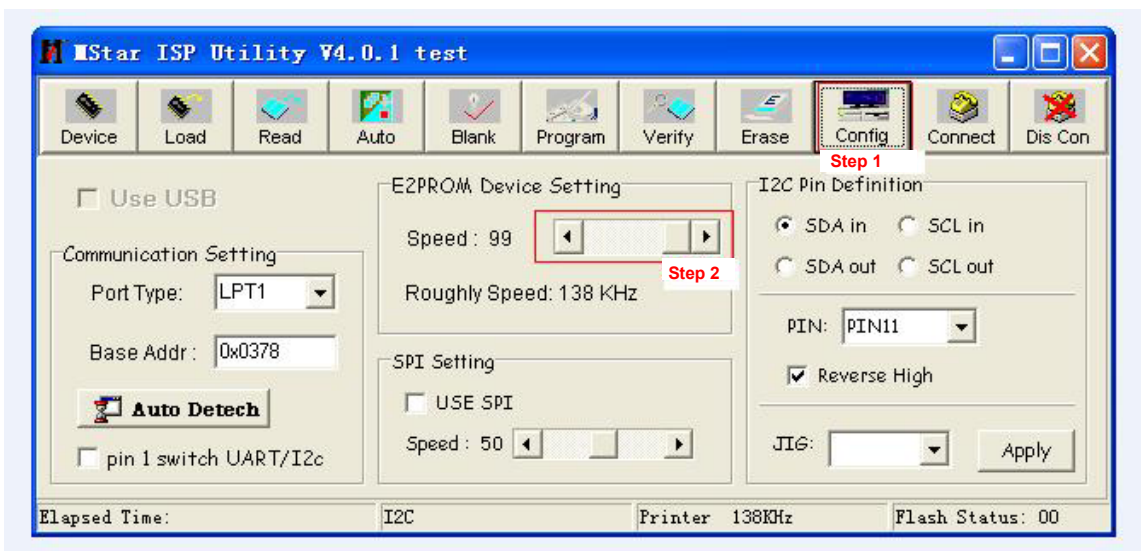 MStar ISP Utility V4.0.1 test
Device Load Read Auto Blank Program Verify Erase Config Connect Dis Con
Step 1
Use USB
Communication Setting
Port Type: LPT1
Base Addr : 0x0378
Auto Detech
pin 1 switch UART/I2c
E2PROM Device Setting
Speed : 99
Step 2
Roughly Speed: 138 KHz
SPI Setting
USE SPI
Speed : 50
I2C Pin Definition
SDA in SCL in
SDA out SCL out
PIN: PIN11
Reverse High
JIG: Apply
Elapsed Time: I2C Printer 138KHz Flash Status: 00